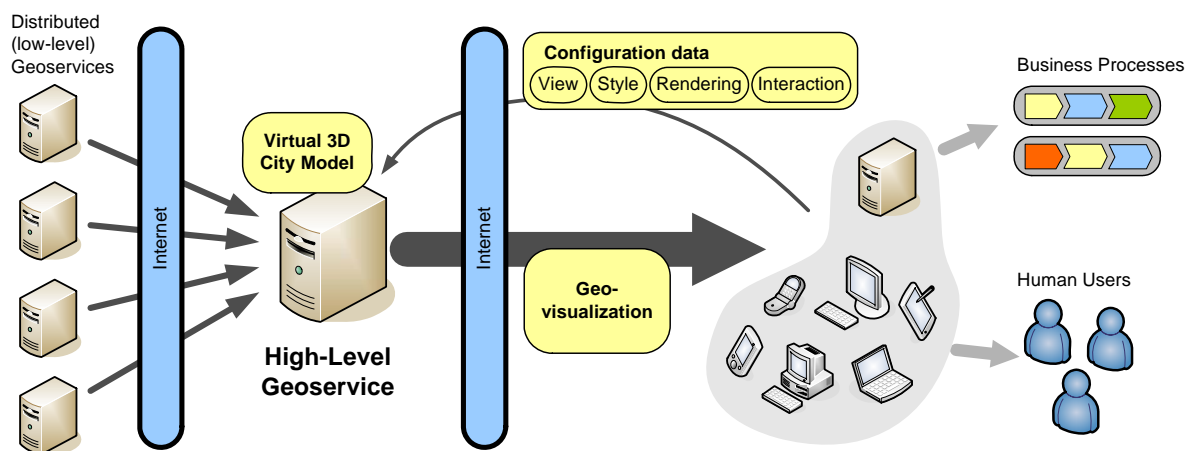 Distributed
(low-level)
Geoservices
Internet
Virtual 3D
City Model
High-Level
Geoservice
Internet
Configuration data
View Style Rendering Interaction
Geo-
visualization
Business Processes
Human Users